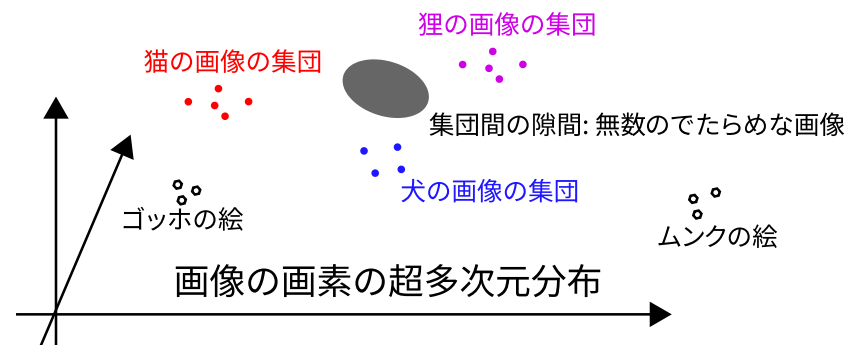 狸の画像の集団
猫の画像の集団
集団間の隙間: 無数のでたらめな画像
犬の画像の集団
ゴッホの絵
ムンクの絵
画像の画素の超多次元分布